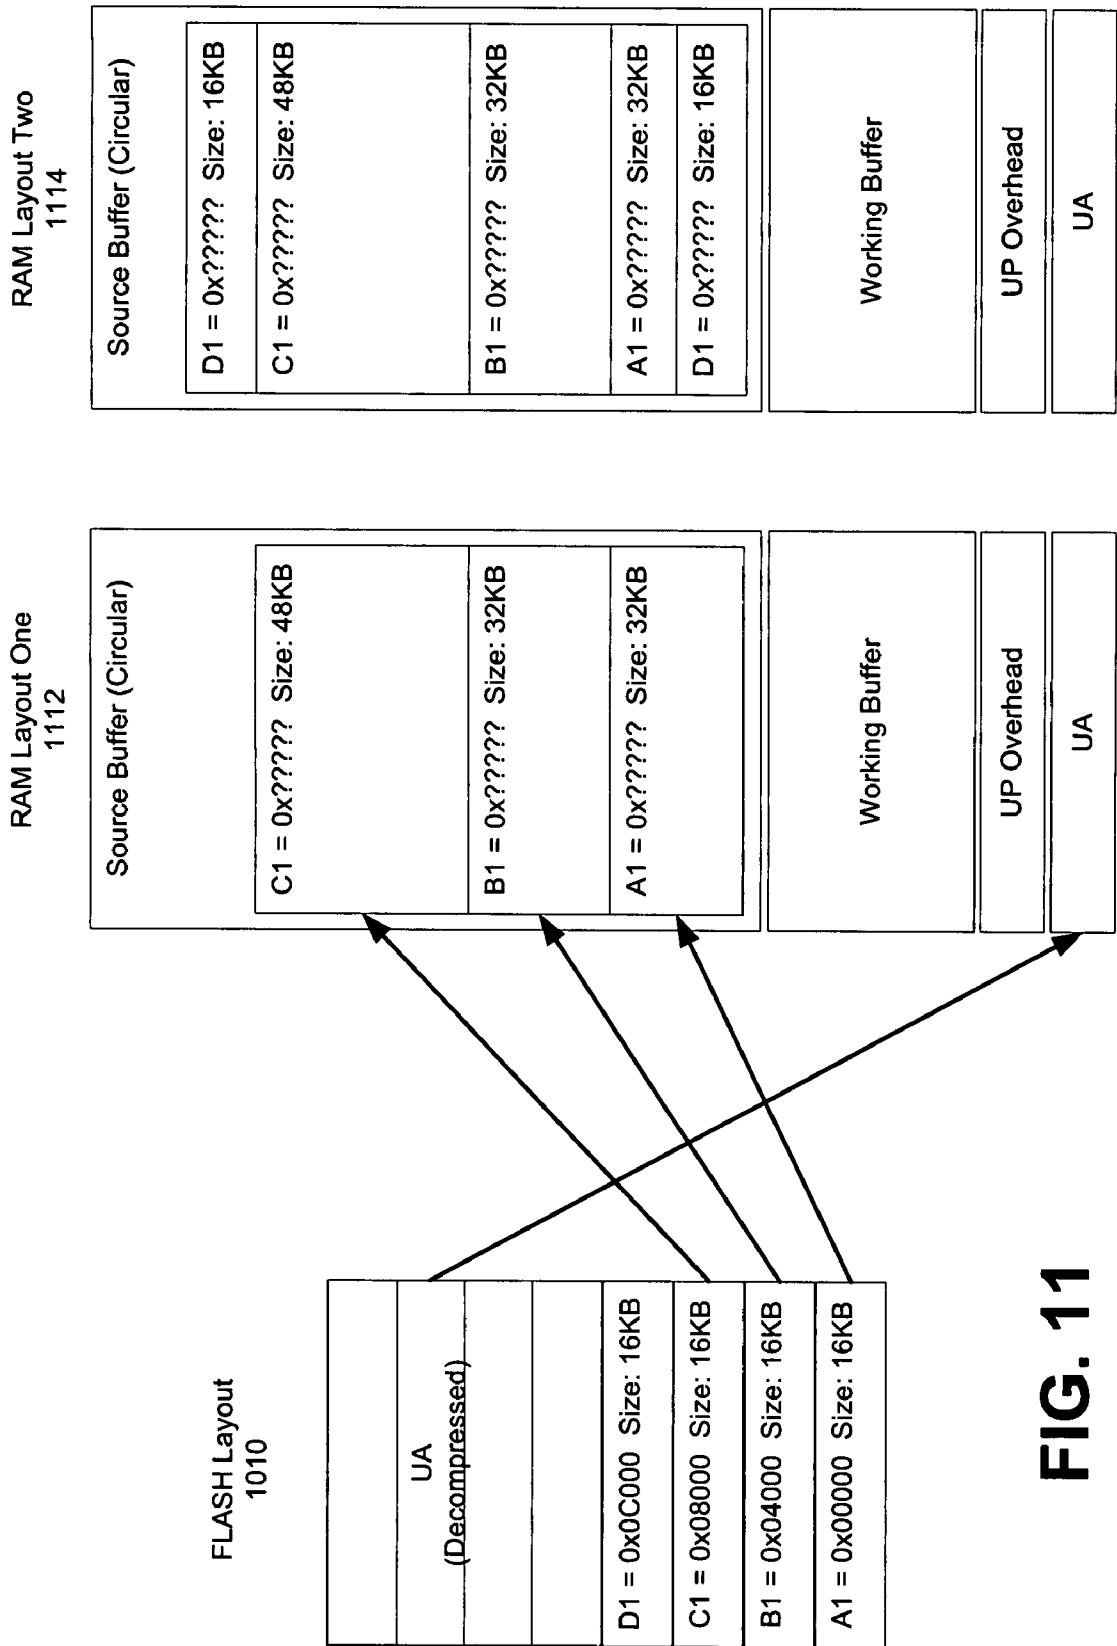 RAM Layout One
1112
Source Buffer (Circular)
C1 = 0x????? Size: 48KB
B1 = 0x????? Size: 32KB
A1 = 0x????? Size: 32KB
Working Buffer
UP Overhead
UA
RAM Layout Two
1114
Source Buffer (Circular)
D1 = 0x????? Size: 16KB
C1 = 0x????? Size: 48KB
B1 = 0x????? Size: 32KB
A1 = 0x????? Size: 32KB
D1 = 0x????? Size: 16KB
Working Buffer
UP Overhead
UA
FLASH Layout
1010
UA
(Decompressed)
D1 = 0x0C000 Size: 16KB
C1 = 0x08000 Size: 16KB
B1 = 0x04000 Size: 16KB
A1 = 0x00000 Size: 16KB
FIG. 11